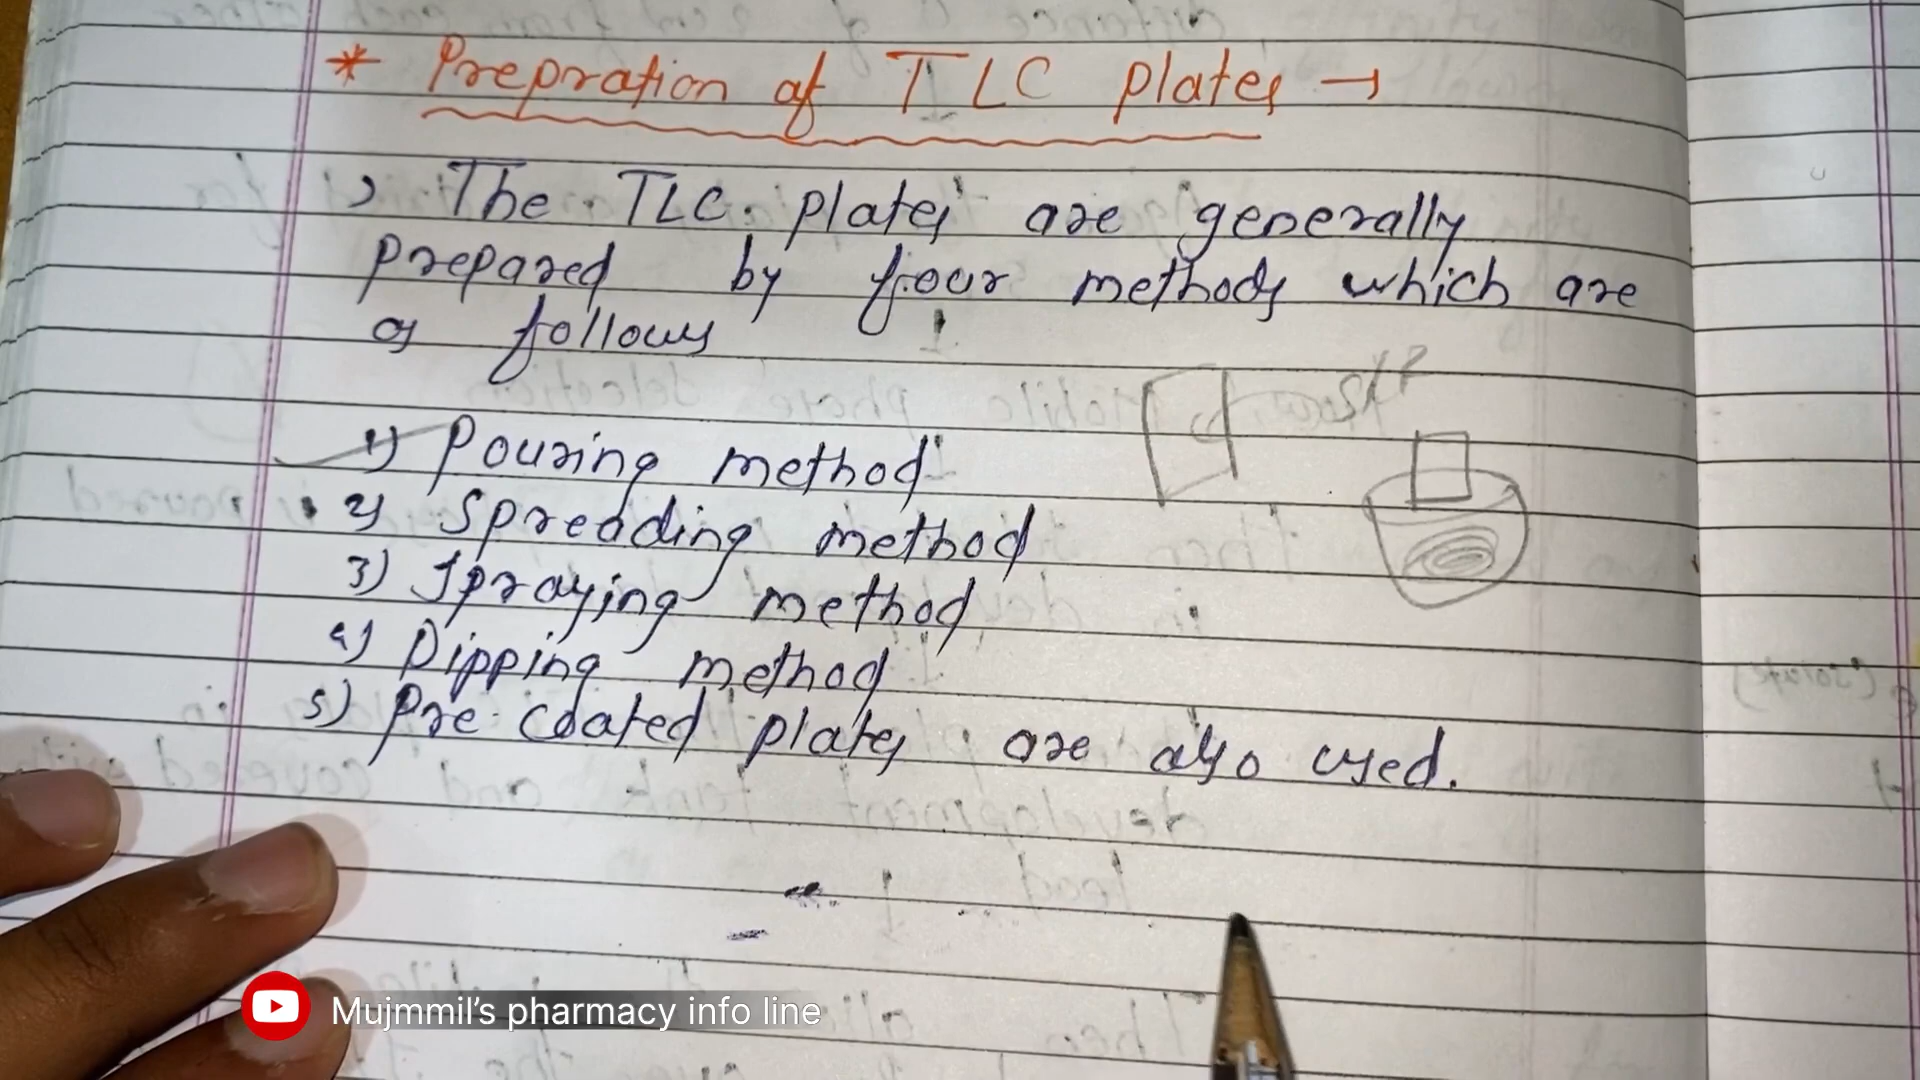 * Prepration of TLC plates →
The TLC plates are generally
prepared by four methods which are
as follows
1) Pouring method
2) Spreading method
3) Spraying method
4) Dipping method
5) Pre-coated plates are also used.
Mujmmil's pharmacy info line